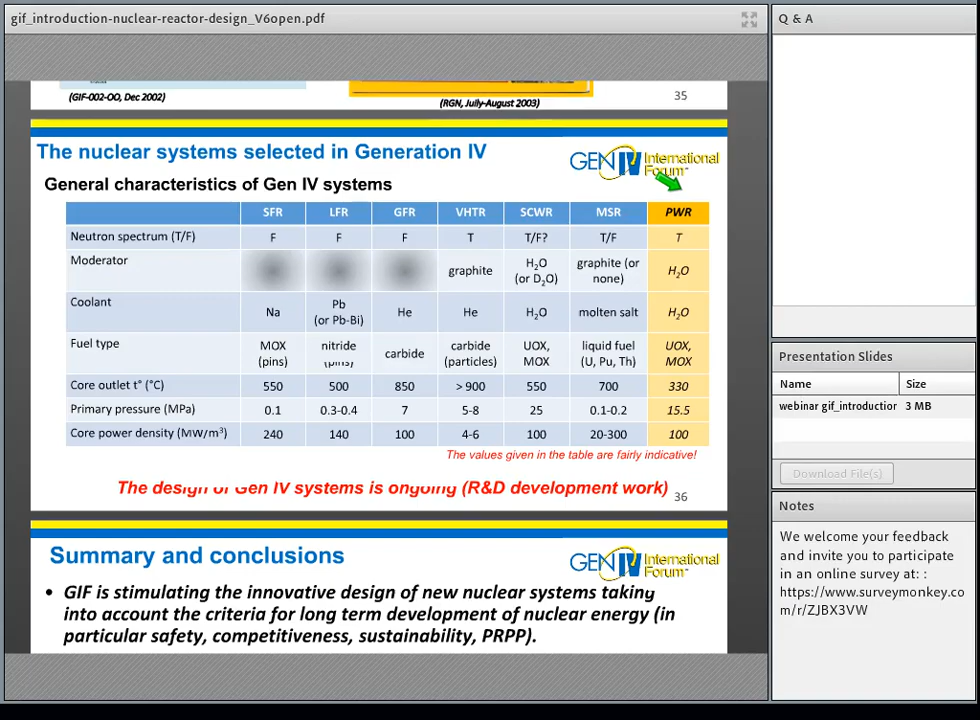 gif_introduction-nuclear-reactor-design_V6open.pdf
(GIF-002-OO, Dec 2002)
(RGN, Jully-August 2003)
35
The nuclear systems selected in Generation IV
GEN IV International Forum™
General characteristics of Gen IV systems
SFR LFR GFR VHTR SCWR MSR PWR
Neutron spectrum (T/F) F F F T T/F? T/F T
Moderator graphite H₂O (or D₂O) graphite (or none) H₂O
Coolant Na Pb (or Pb-Bi) He He H₂O molten salt H₂O
Fuel type MOX (pins) nitride (pins) carbide carbide (particles) UOX, MOX liquid fuel (U, Pu, Th) UOX, MOX
Core outlet t° (°C) 550 500 850 > 900 550 700 330
Primary pressure (MPa) 0.1 0.3-0.4 7 5-8 25 0.1-0.2 15.5
Core power density (MW/m³) 240 140 100 4-6 100 20-300 100
The values given in the table are fairly indicative!
The design of Gen IV systems is ongoing (R&D development work)
36
Summary and conclusions
GEN IV International Forum™
• GIF is stimulating the innovative design of new nuclear systems taking
into account the criteria for long term development of nuclear energy (in
particular safety, competitiveness, sustainability, PRPP).
Q & A
Presentation Slides
Name Size
webinar gif_introductior 3 MB
Download File(s)
Notes
We welcome your feedback
and invite you to participate
in an online survey at: :
https://www.surveymonkey.co
m/r/ZJBX3VW